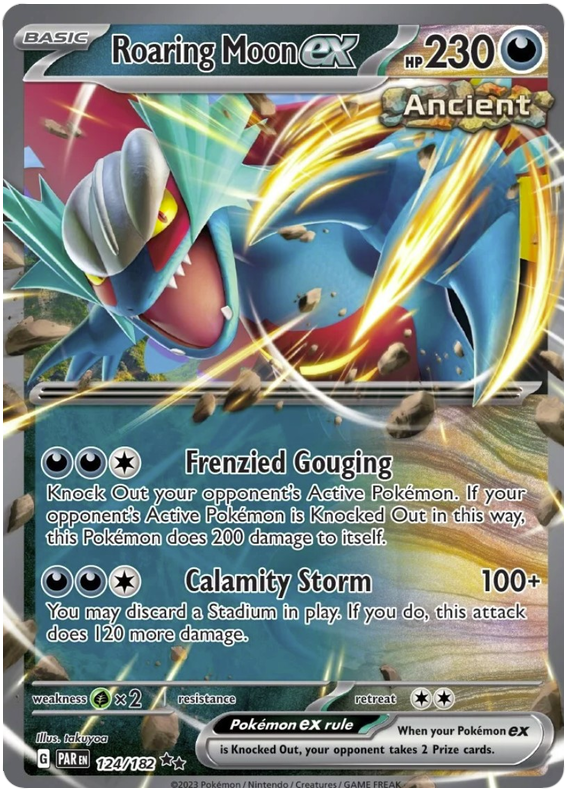 BASIC Roaring Moon ex HP 230
Ancient
Frenzied Gouging
Knock Out your opponent's Active Pokémon. If your
opponent's Active Pokémon is Knocked Out in this way,
this Pokémon does 200 damage to itself.
Calamity Storm 100+
You may discard a Stadium in play. If you do, this attack
does 120 more damage.
weakness ×2 resistance retreat
Illus. takuyoa
Pokémon ex rule
When your Pokémon ex
is Knocked Out, your opponent takes 2 Prize cards.
G PAR EN 124/182
©2023 Pokémon / Nintendo / Creatures / GAME FREAK